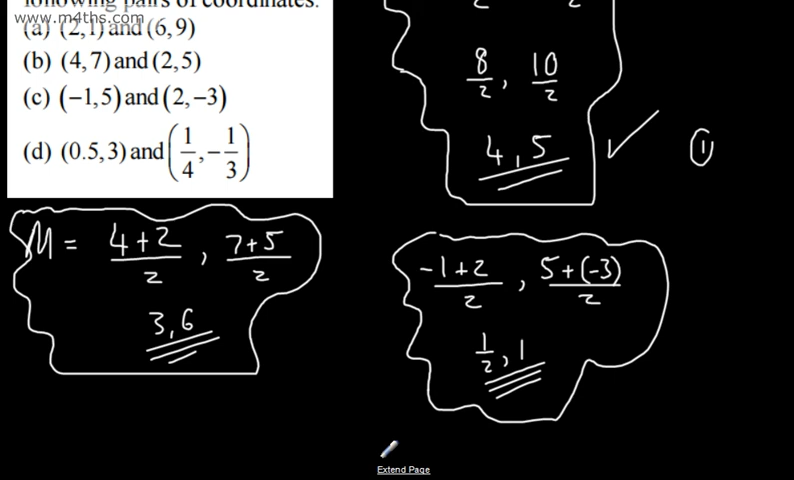 following pairs of coordinates:
www.m4ths.com
(a) (2,1) and (6,9)
(b) (4,7) and (2,5)
(c) (−1,5) and (2,−3)
(d) (0.5,3) and (1/4, −1/3)
2 2
8/2, 10/2
4, 5 ✓ ①
M = 4+2/2, 7+5/2
3, 6
-1+2/2, 5+(-3)/2
1/2, 1
Extend Page